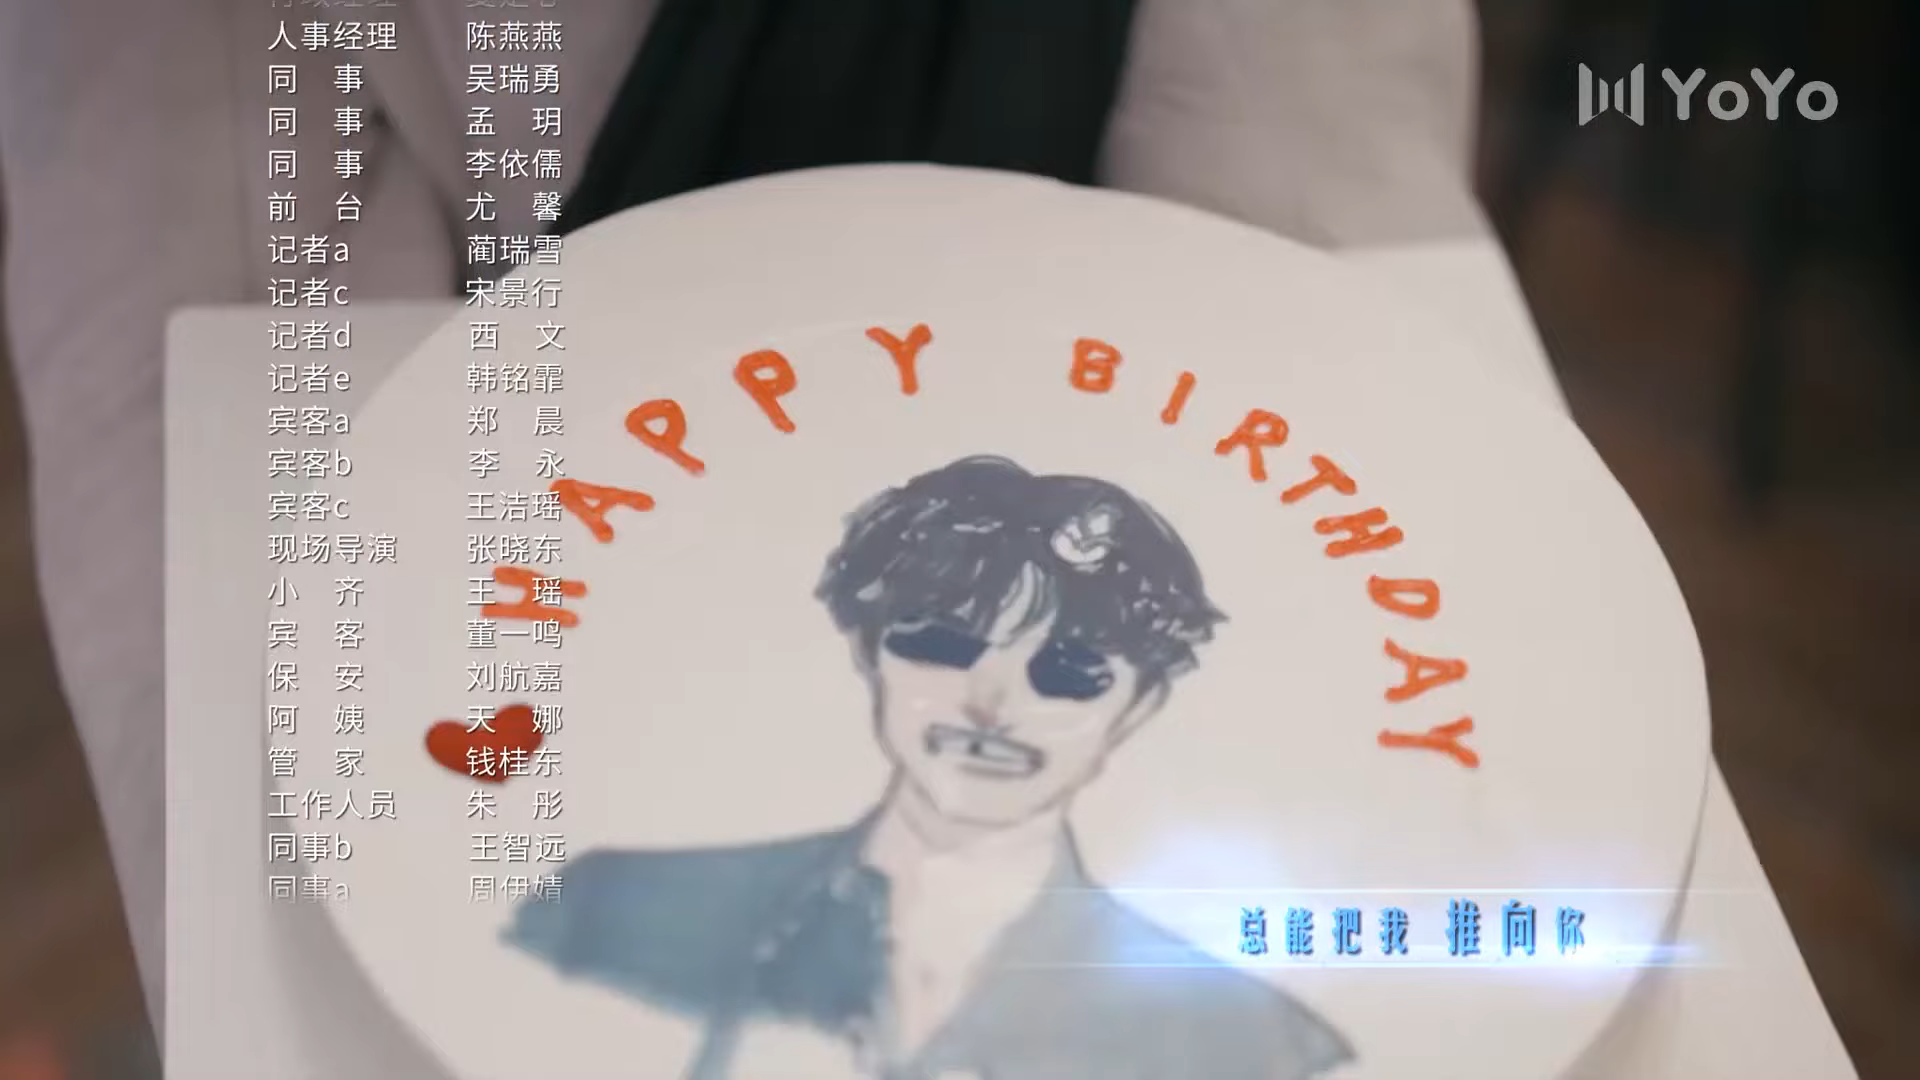 人事经理 陈燕燕
同 事 吴瑞勇
同 事 孟 玥
同 事 李依儒
前 台 尤 馨
记者a 蔺瑞雪
记者c 宋景行
记者d 西 文
记者e 韩铭霏
宾客a 郑 晨
宾客b 李 永
宾客c 王洁瑶
现场导演 张晓东
小 齐 王 瑶
宾 客 董一鸣
保 安 刘航嘉
阿 姨 天 娜
管 家 钱桂东
工作人员 朱 彤
同事b 王智远
同事a 周伊婧
YoYo
HAPPY BIRTHDAY
总能把我 推向你